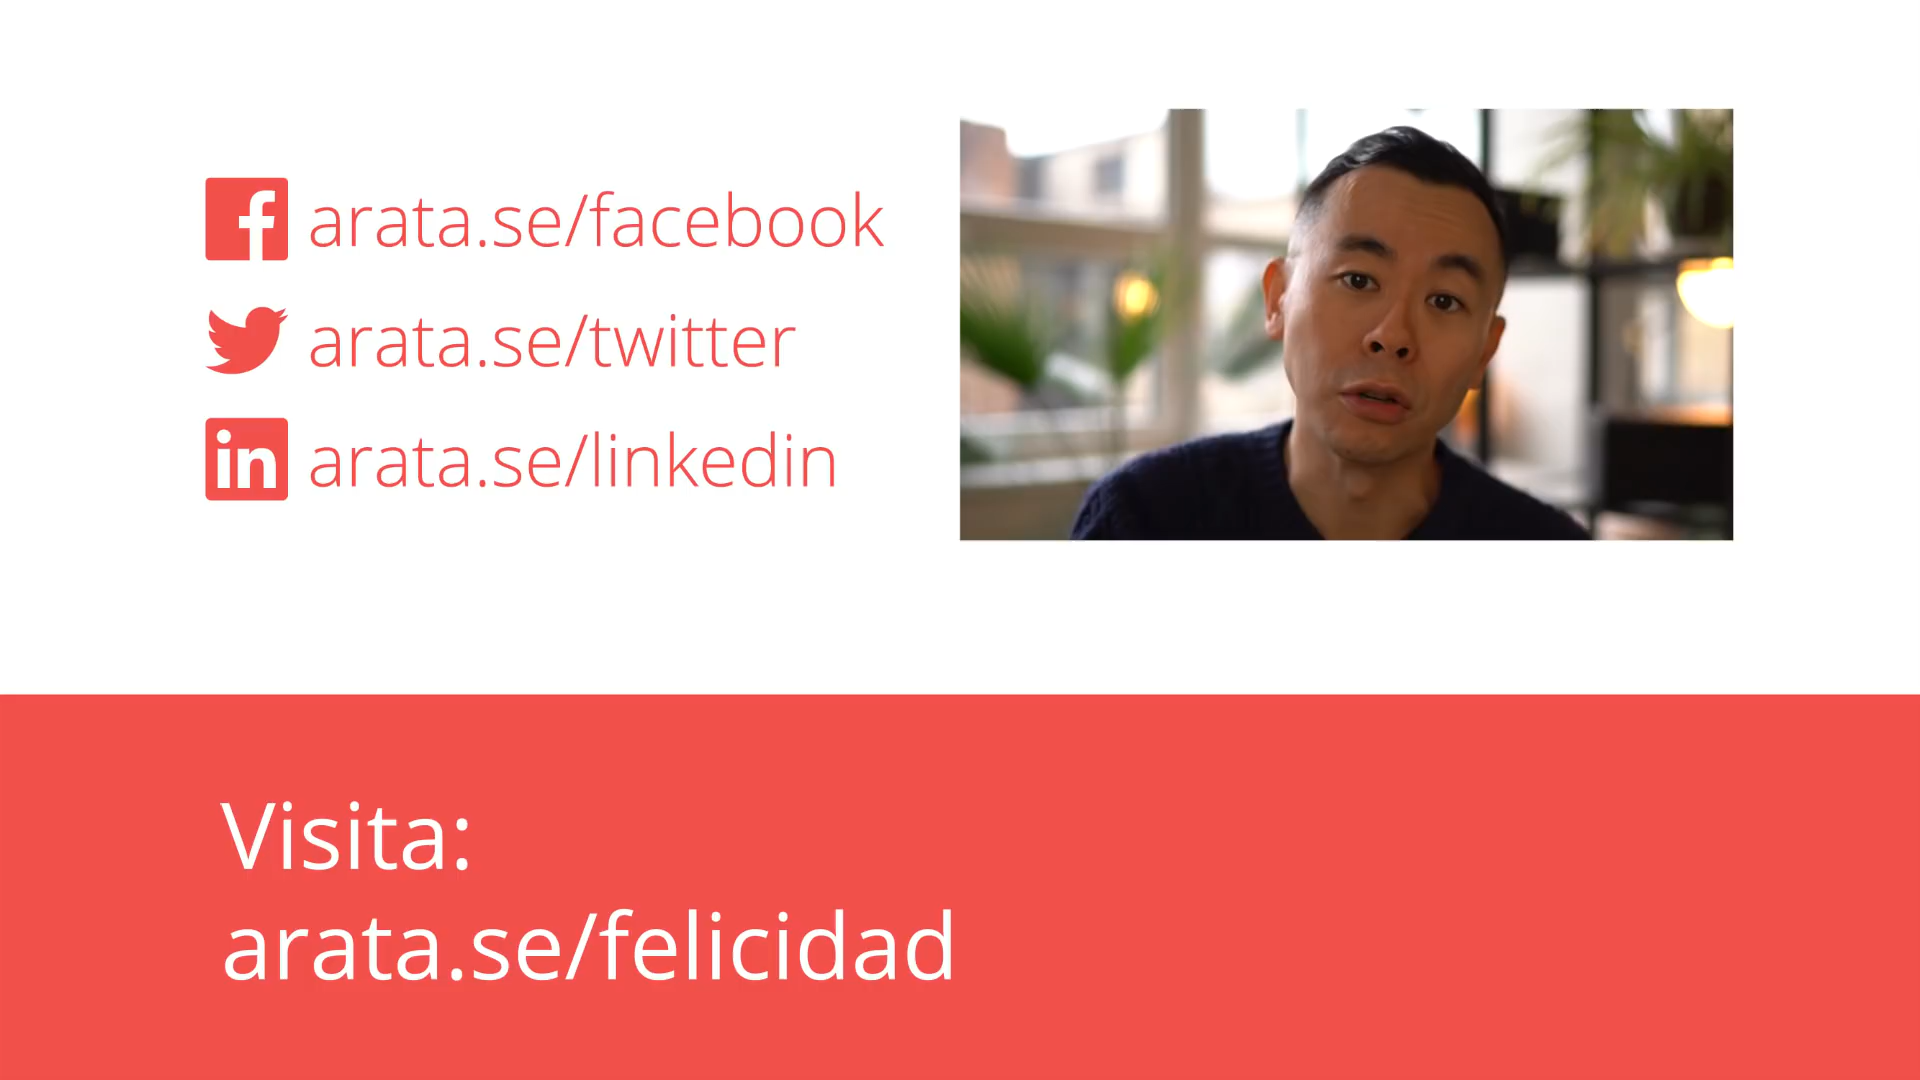 arata.se/facebook
arata.se/twitter
in arata.se/linkedin
Visita:
arata.se/felicidad